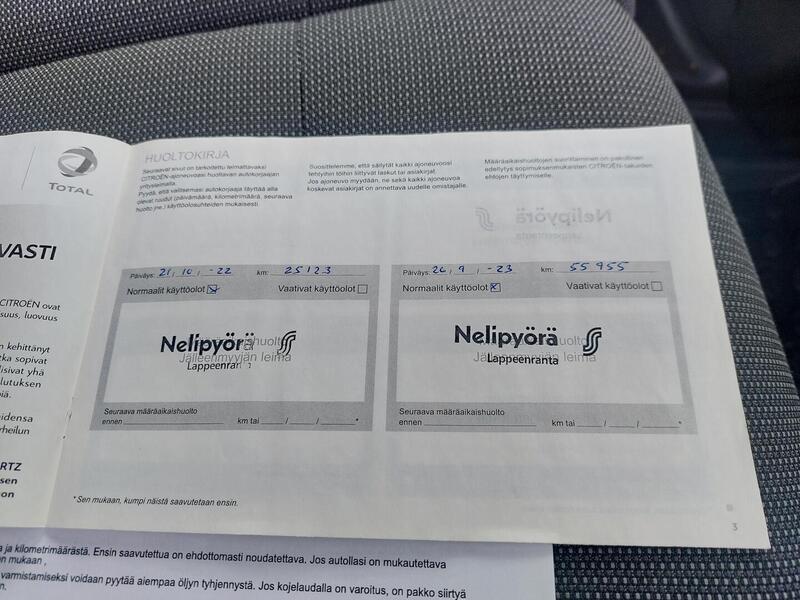 TOTAL
VASTI
CITROËN ovat
suus, luovuus
n kehittänyt
tka sopivat
lisivat yhä
lutuksen
piä.
eidensa
rheilun
RTZ
sen
on
HUOLTOKIRJA
Seuraavat sivut on tarkoitettu leimattavaksi
CITROËN-ajoneuvoasi huoltavan autokorjaajan
yritysleimalla.
Pyydä, että valitsemasi autokorjaaja täyttää alla
olevat ruudut (päivämäärä, kilometrimäärä, seuraava
huolto jne.) käyttöolosuhteiden mukaisesti.
Suosittelemme, että säilytät kaikki ajoneuvoosi
tehtyihin töihin liittyvät laskut tai asiakirjat.
Jos ajoneuvo myydään, ne sekä kaikki ajoneuvoa
koskevat asiakirjat on annettava uudelle omistajalle.
Määräaikaishuoltojen suorittaminen on pakollinen
edellytys sopimuksenmukaisten CITROËN-takuiden
ehtojen täyttymiselle.
Päiväys: 21, 10, -22 km: 25123
Normaalit käyttöolot Vaativat käyttöolot
Nelipyörä
Jälleenmyyjän leima
Lappeenran
Seuraava määräaikaishuolto
ennen km tai / / / *
Päiväys: 26, 9, -23 km: 55955
Normaalit käyttöolot Vaativat käyttöolot
Nelipyörä
Jälleenmyyjän leima
Lappeenranta
Seuraava määräaikaishuolto
ennen km tai / / / *
* Sen mukaan, kumpi näistä saavutetaan ensin.
3
a ja kilometrimäärästä. Ensin saavutettua on ehdottomasti noudatettava. Jos autollasi on mukautettava
n mukaan ,
varmistamiseksi voidaan pyytää aiempaa öljyn tyhjennystä. Jos kojelaudalla on varoitus, on pakko siirtyä